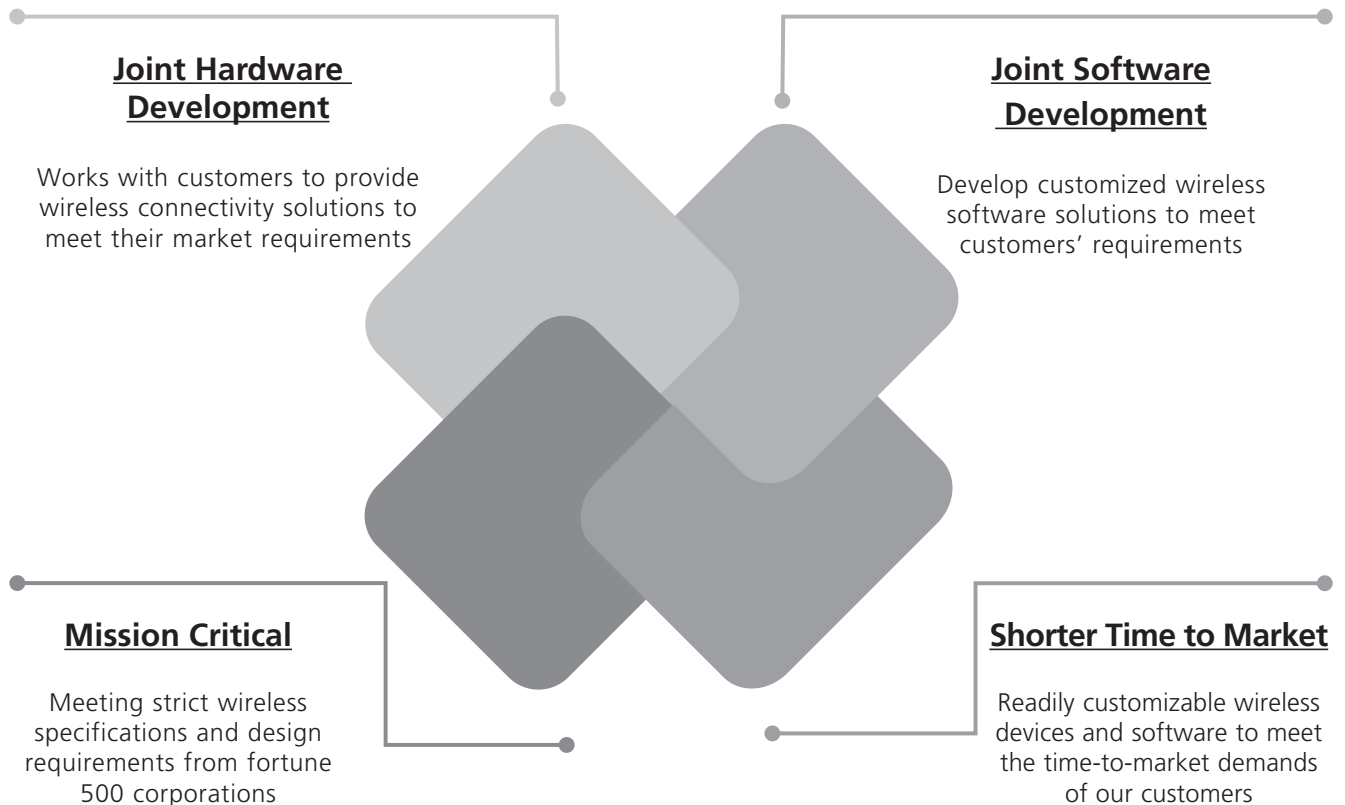 Joint Hardware
Development
Works with customers to provide
wireless connectivity solutions to
meet their market requirements
Joint Software
Development
Develop customized wireless
software solutions to meet
customers’ requirements
Mission Critical
Meeting strict wireless
specifications and design
requirements from fortune
500 corporations
Shorter Time to Market
Readily customizable wireless
devices and software to meet
the time-to-market demands
of our customers